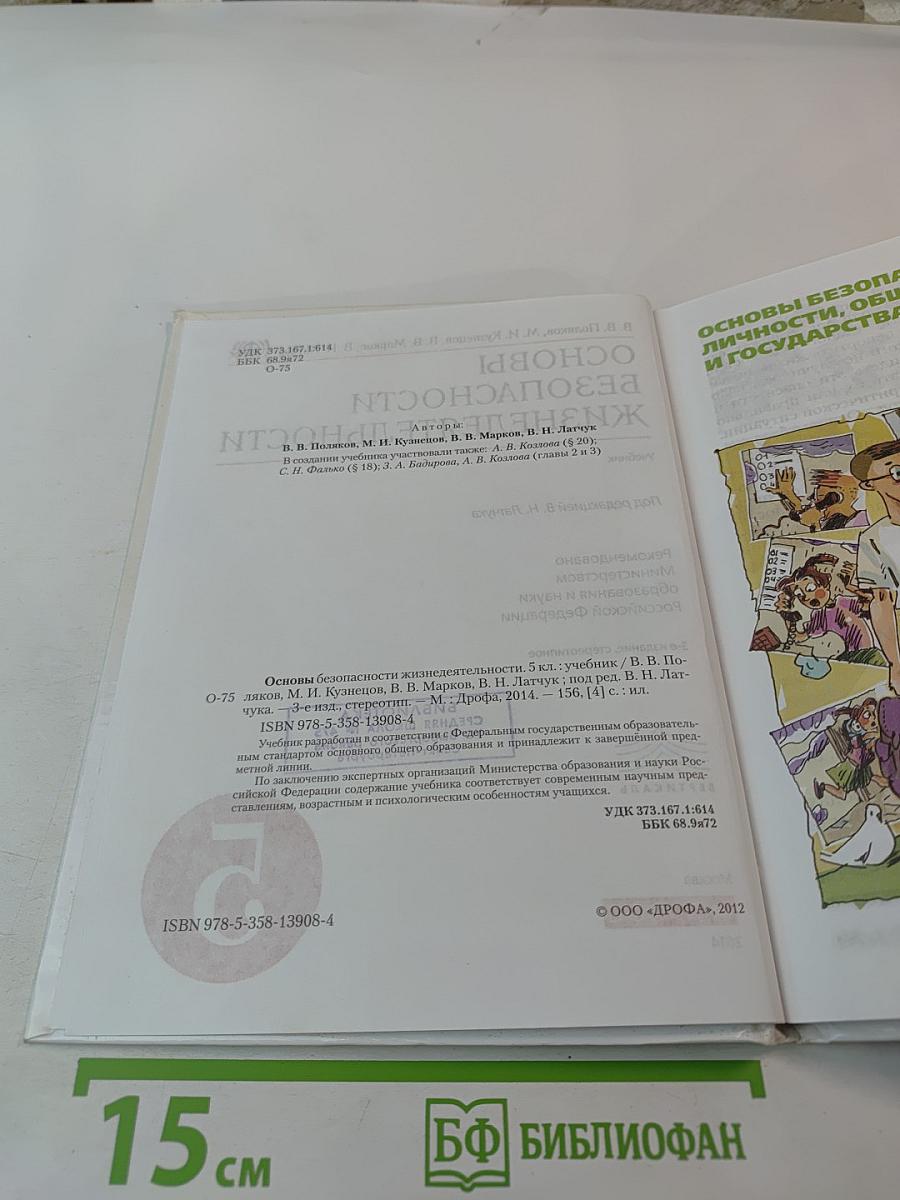 УДК 373.167.1:614
ББК 68.9я72
О-75
Авторы:
В. В. Поляков, М. И. Кузнецов, В. В. Марков, В. Н. Латчук
В создании учебника участвовали также: А. В. Козлова (§ 20);
С. Н. Фалько (§ 18); З. А. Бадирова, А. В. Козлова (главы 2 и 3)
Основы безопасности жизнедеятельности. 5 кл. : учебник / В. В. По-
О-75 ляков, М. И. Кузнецов, В. В. Марков, В. Н. Латчук ; под ред. В. Н. Лат-
чука. — 3-е изд., стереотип. — М. : Дрофа, 2014. — 156, [4] с. : ил.
ISBN 978-5-358-13908-4
Учебник разработан в соответствии с Федеральным государственным образователь-
ным стандартом основного общего образования и принадлежит к завершённой пред-
метной линии.
По заключению экспертных организаций Министерства образования и науки Рос-
сийской Федерации содержание учебника соответствует современным научным пред-
ставлениям, возрастным и психологическим особенностям учащихся.
УДК 373.167.1:614
ББК 68.9я72
ISBN 978-5-358-13908-4
© ООО «ДРОФА», 2012
ОСНОВЫ
ЛИЧНОСТИ,
И ГОСУДАРСТВА
15 см
БФ БИБЛИОФАН